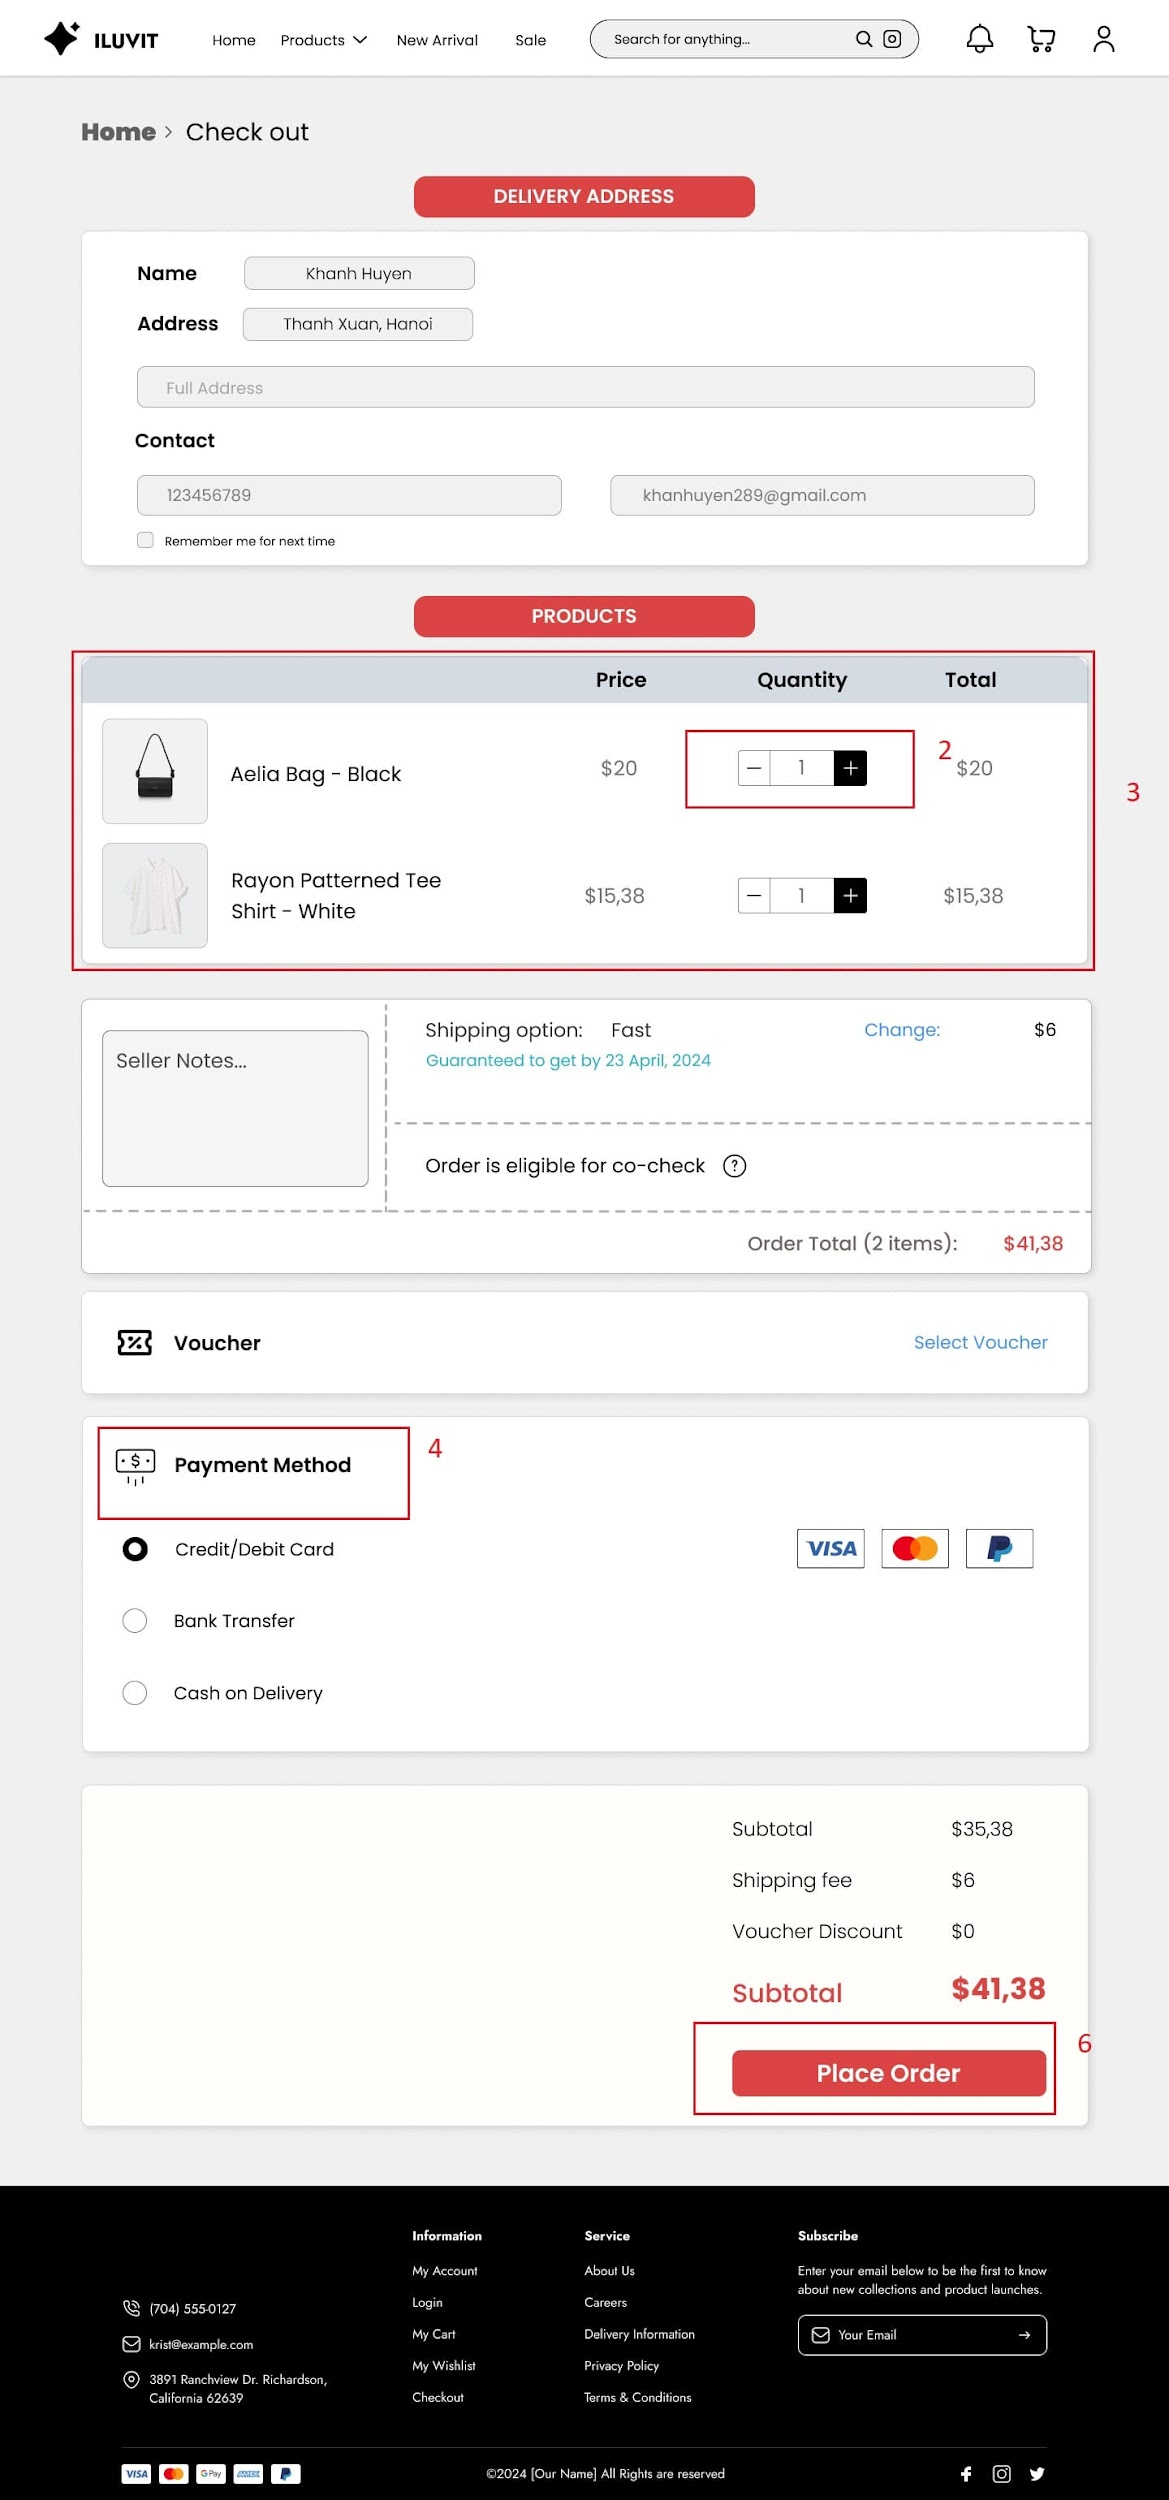 ILUVIT
Home Products New Arrival Sale Search for anything...
Home > Check out
DELIVERY ADDRESS
Name Khanh Huyen
Address Thanh Xuan, Hanoi
Full Address
Contact
123456789 khanhuyen289@gmail.com
Remember me for next time
PRODUCTS
Price Quantity Total
Aelia Bag - Black $20 — 1 + 2 $20
3
Rayon Patterned Tee
Shirt - White $15,38 — 1 + $15,38
Seller Notes...
Shipping option: Fast Change: $6
Guaranteed to get by 23 April, 2024
Order is eligible for co-check ?
Order Total (2 items): $41,38
Voucher Select Voucher
Payment Method 4
Credit/Debit Card VISA
Bank Transfer
Cash on Delivery
Subtotal $35,38
Shipping fee $6
Voucher Discount $0
Subtotal $41,38
Place Order 6
(704) 555-0127
krist@example.com
3891 Ranchview Dr. Richardson,
California 62639
Information
My Account
Login
My Cart
My Wishlist
Checkout
Service
About Us
Careers
Delivery Information
Privacy Policy
Terms & Conditions
Subscribe
Enter your email below to be the first to know
about new collections and product launches.
Your Email →
VISA G Pay AMEX
©2024 [Our Name] All Rights are reserved